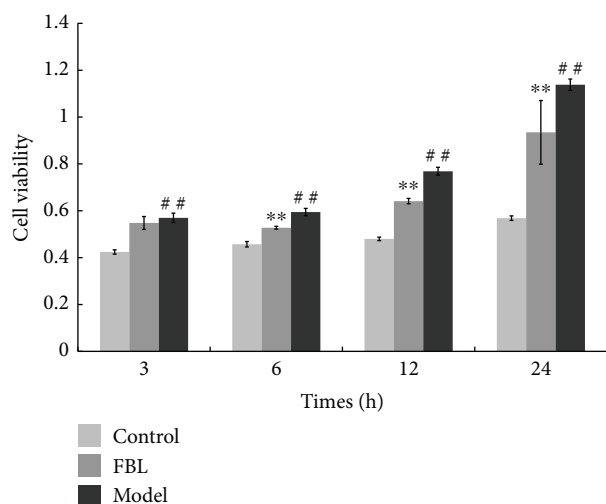 1.4
1.2
1
0.8
0.6
0.4
0.2
0
Cell viability
# #
**
# #
**
# #
**
# #
3 6 12 24
Times (h)
Control
FBL
Model